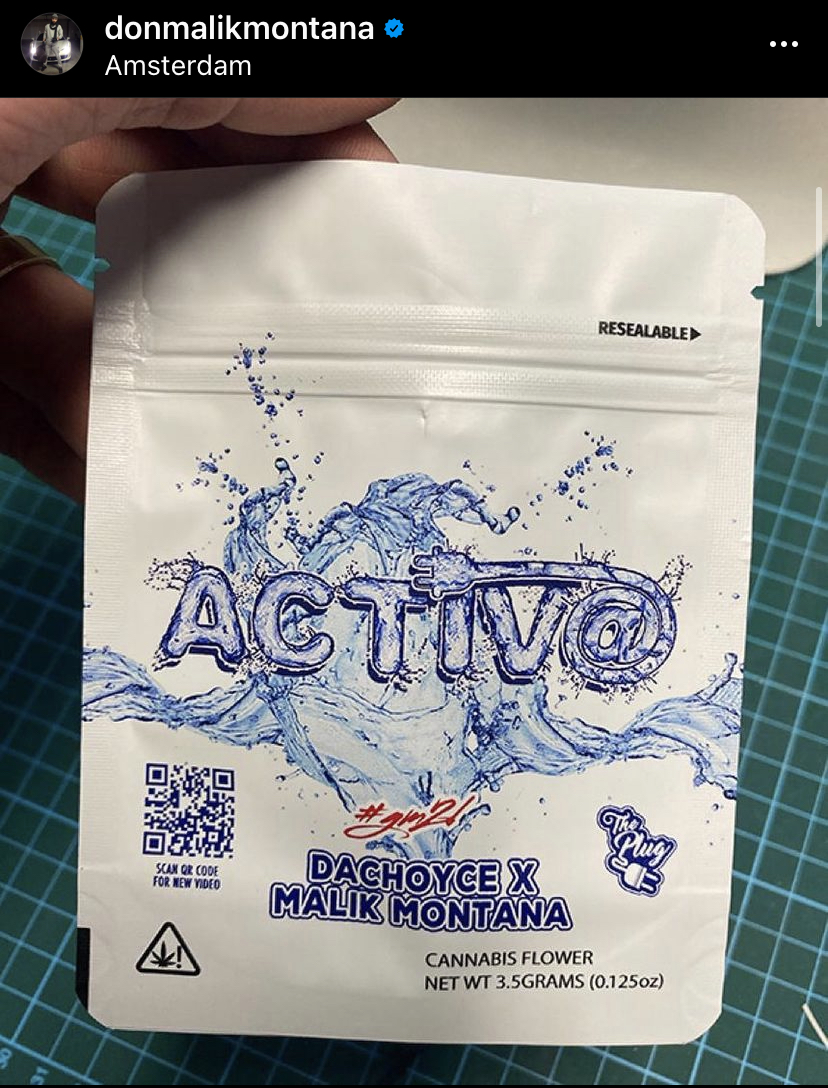 donmalikmontana
Amsterdam
RESEALABLE
ACTIV@
#glm21
The
Plug
SCAN QR CODE
FOR NEW VIDEO
DACHOYCE X
MALIK MONTANA
CANNABIS FLOWER
NET WT 3.5GRAMS (0.125oz)